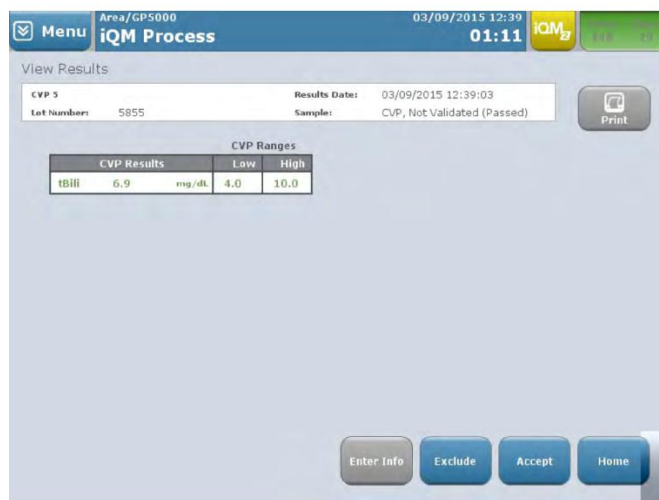 Menu
Area/GP5000
iQM Process
03/09/2015 12:39
01:11
iQM2
View Results
CVP 5
Results Date: 03/09/2015 12:39:03
Lot Number: 5855
Sample: CVP, Not Validated (Passed)
Print
CVP Ranges
CVP Results Low High
tBili 6.9 mg/dL 4.0 10.0
Enter Info
Exclude
Accept
Home